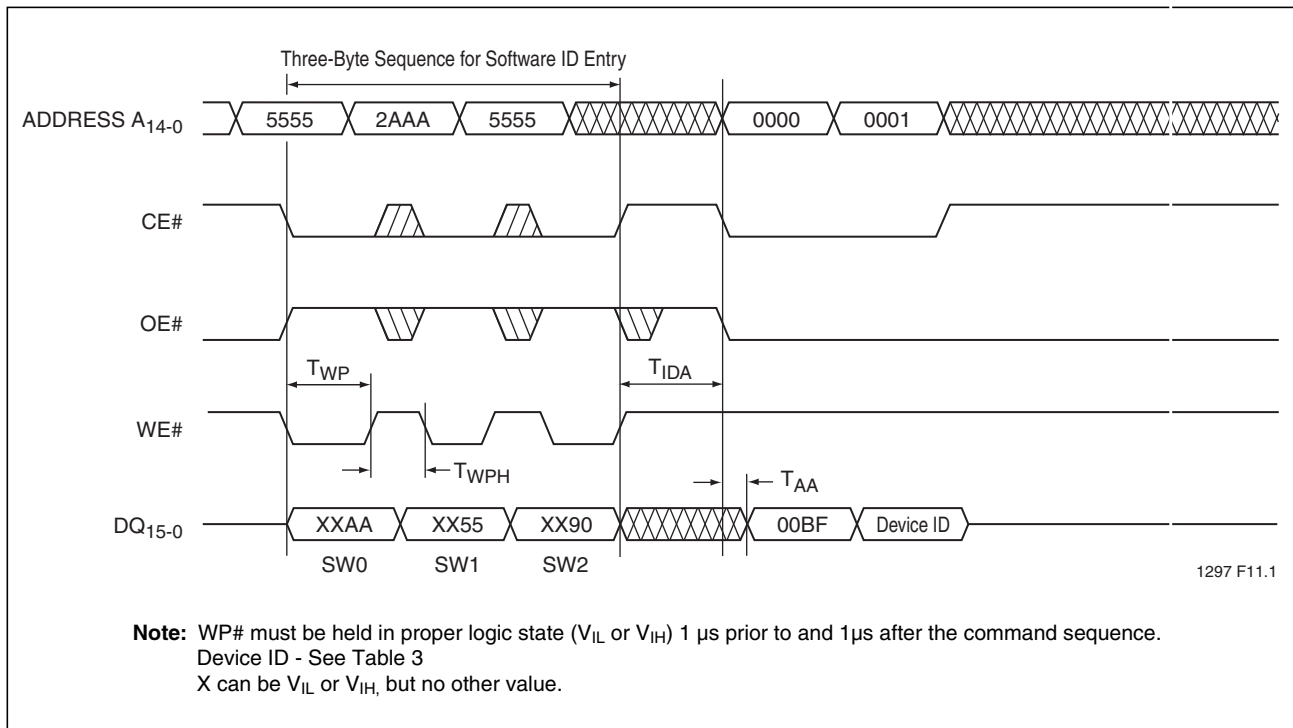 Three-Byte Sequence for Software ID Entry
ADDRESS A14-0
5555 2AAA 5555 0000 0001
CE#
OE#
TWP TIDA
WE#
TWPH TAA
DQ15-0
XXAA XX55 XX90 00BF Device ID
SW0 SW1 SW2
1297 F11.1
Note: WP# must be held in proper logic state (VIL or VIH) 1 µs prior to and 1µs after the command sequence.
Device ID - See Table 3
X can be VIL or VIH, but no other value.